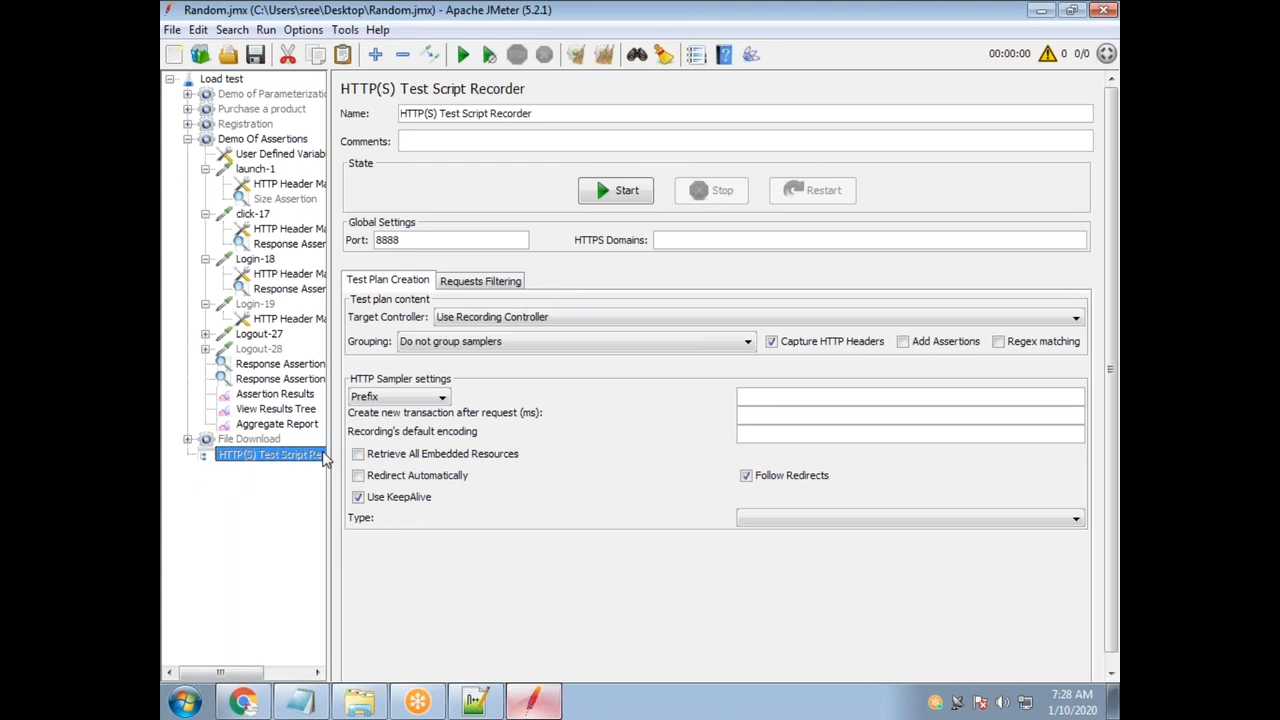 Random.jmx (C:\Users\sree\Desktop\Random.jmx) - Apache JMeter (5.2.1)
File Edit Search Run Options Tools Help
00:00:00 0 0/0
Load test
Demo of Parameterizatio
Purchase a product
Registration
Demo Of Assertions
User Defined Variab
launch-1
HTTP Header Ma
Size Assertion
click-17
HTTP Header Ma
Response Asser
Login-18
HTTP Header Ma
Response Asser
Login-19
HTTP Header Ma
Logout-27
Logout-28
Response Assertion
Response Assertion
Assertion Results
View Results Tree
Aggregate Report
File Download
HTTP(S) Test Script Re
HTTP(S) Test Script Recorder
Name: HTTP(S) Test Script Recorder
Comments:
State
Start Stop Restart
Global Settings
Port: 8888 HTTPS Domains:
Test Plan Creation Requests Filtering
Test plan content
Target Controller: Use Recording Controller
Grouping: Do not group samplers Capture HTTP Headers Add Assertions Regex matching
HTTP Sampler settings
Prefix
Create new transaction after request (ms):
Recording's default encoding
Retrieve All Embedded Resources
Redirect Automatically Follow Redirects
Use KeepAlive
Type:
7:28 AM
1/10/2020